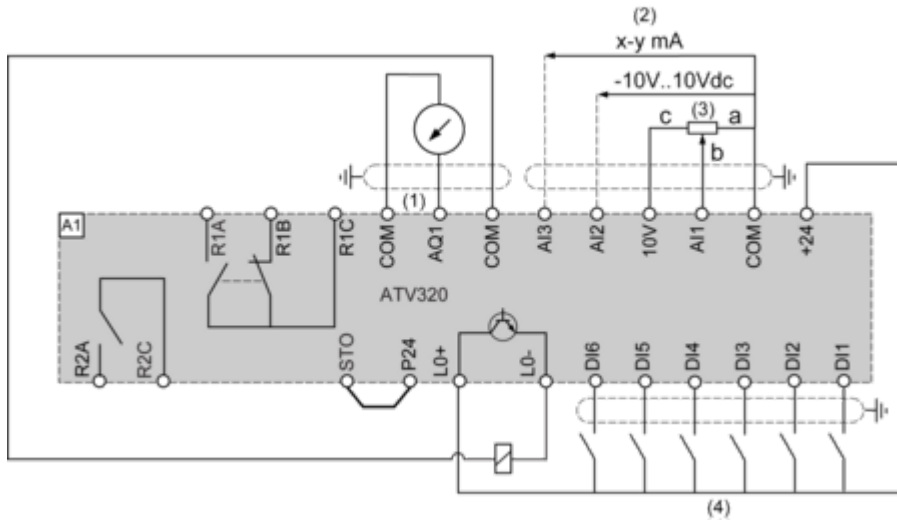 (2)
x-y mA
-10V..10Vdc
c (3) a
b
(1)
A1
R1A R1B R1C COM AQ1 COM AI3 AI2 10V AI1 COM +24
ATV320
R2A R2C STO P24 L0+ L0- DI6 DI5 DI4 DI3 DI2 DI1
(4)